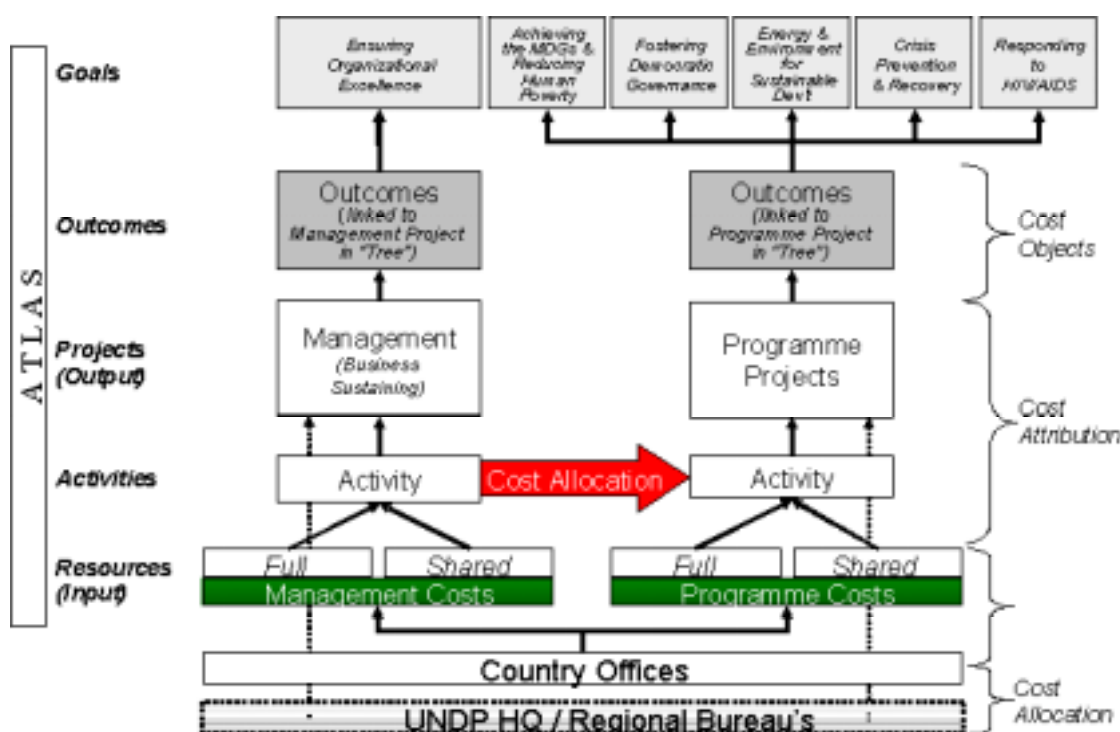 ATLAS
Goals
Ensuring
Organizational
Excellence
Achieving
the MDGs &
Reducing
Human
Poverty
Fostering
Democratic
Governance
Energy &
Environment
for
Sustainable
Dev't
Crisis
Prevention
& Recovery
Responding
to
HIV/AIDS
Outcomes
Outcomes
(linked to
Management Project
in "Tree")
Outcomes
(linked to
Programme Project
in "Tree")
Cost
Objects
Projects
(Output)
Management
(Business
Sustaining)
Programme
Projects
Cost
Attribution
Activities
Activity
Cost Allocation
Activity
Resources
(Input)
Full
Shared
Management Costs
Full
Shared
Programme Costs
Country Offices
UNDP HQ / Regional Bureau's
Cost
Allocation